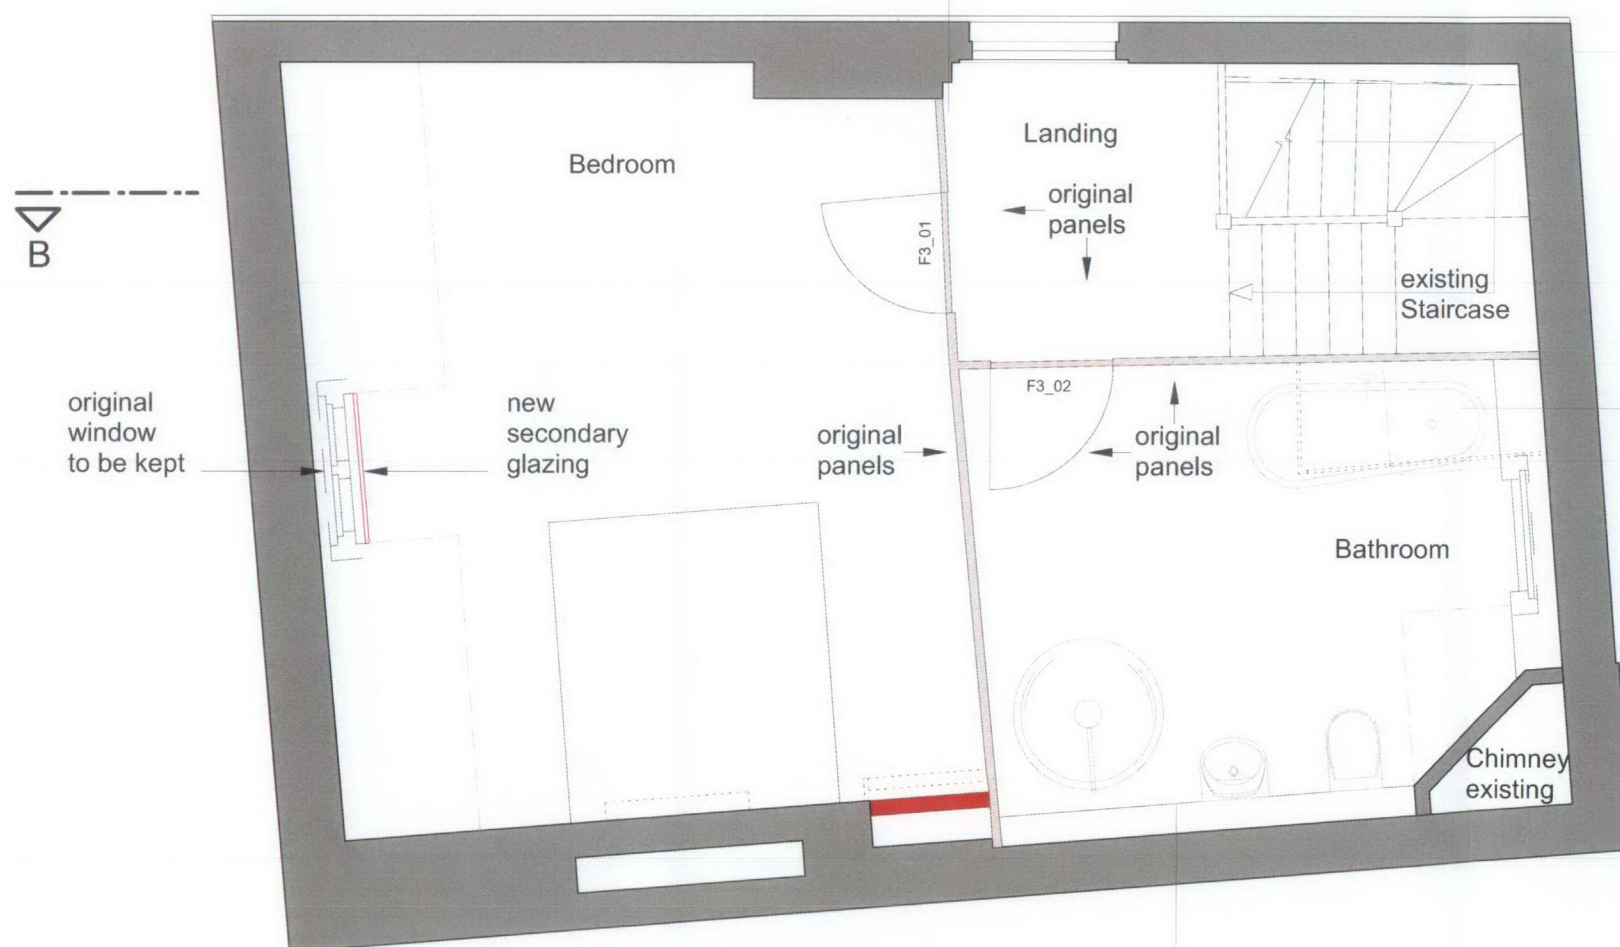 Bedroom
Landing
original
panels
B
F3_01
existing
Staircase
original
window
to be kept
new
secondary
glazing
F3_02
original
panels
original
panels
Bathroom
Chimney
existing